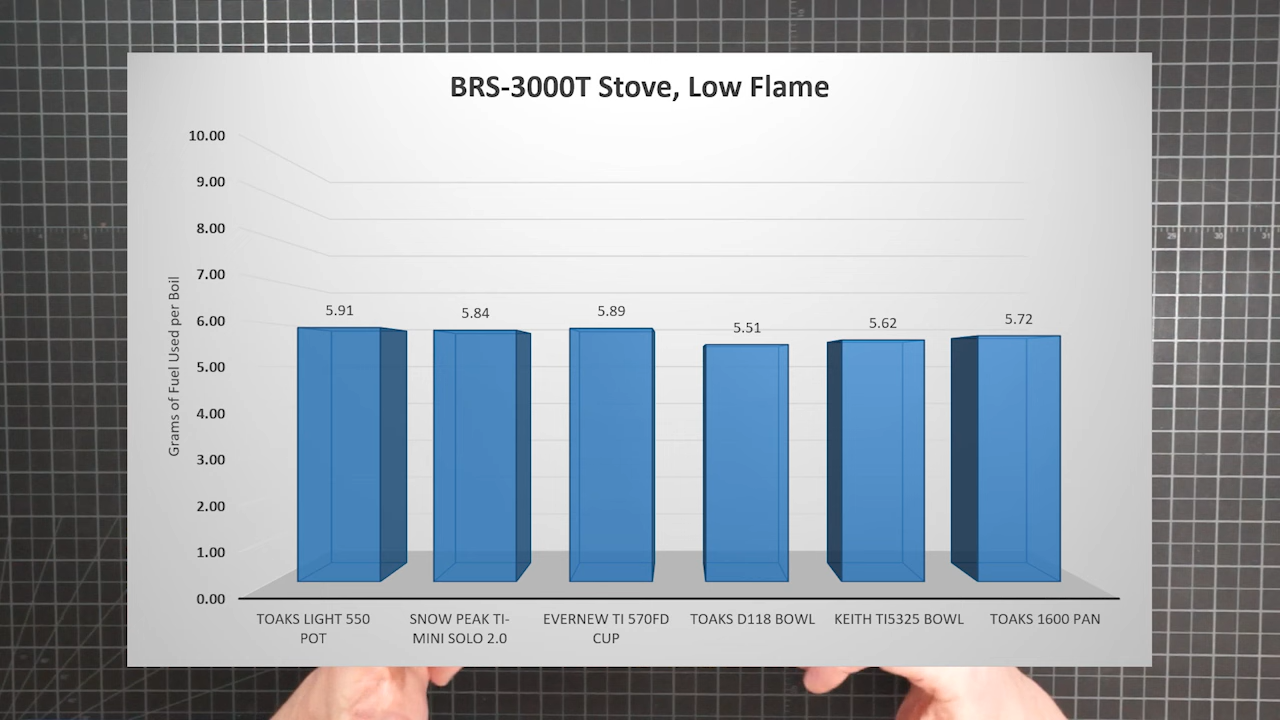 BRS-3000T Stove, Low Flame
10.00
9.00
8.00
7.00
6.00
5.00
4.00
3.00
2.00
1.00
0.00
Grams of Fuel Used per Boil
5.91
5.84
5.89
5.51
5.62
5.72
TOAKS LIGHT 550
POT
SNOW PEAK TI-
MINI SOLO 2.0
EVERNEW TI 570FD
CUP
TOAKS D118 BOWL
KEITH TI5325 BOWL
TOAKS 1600 PAN
29
30
31